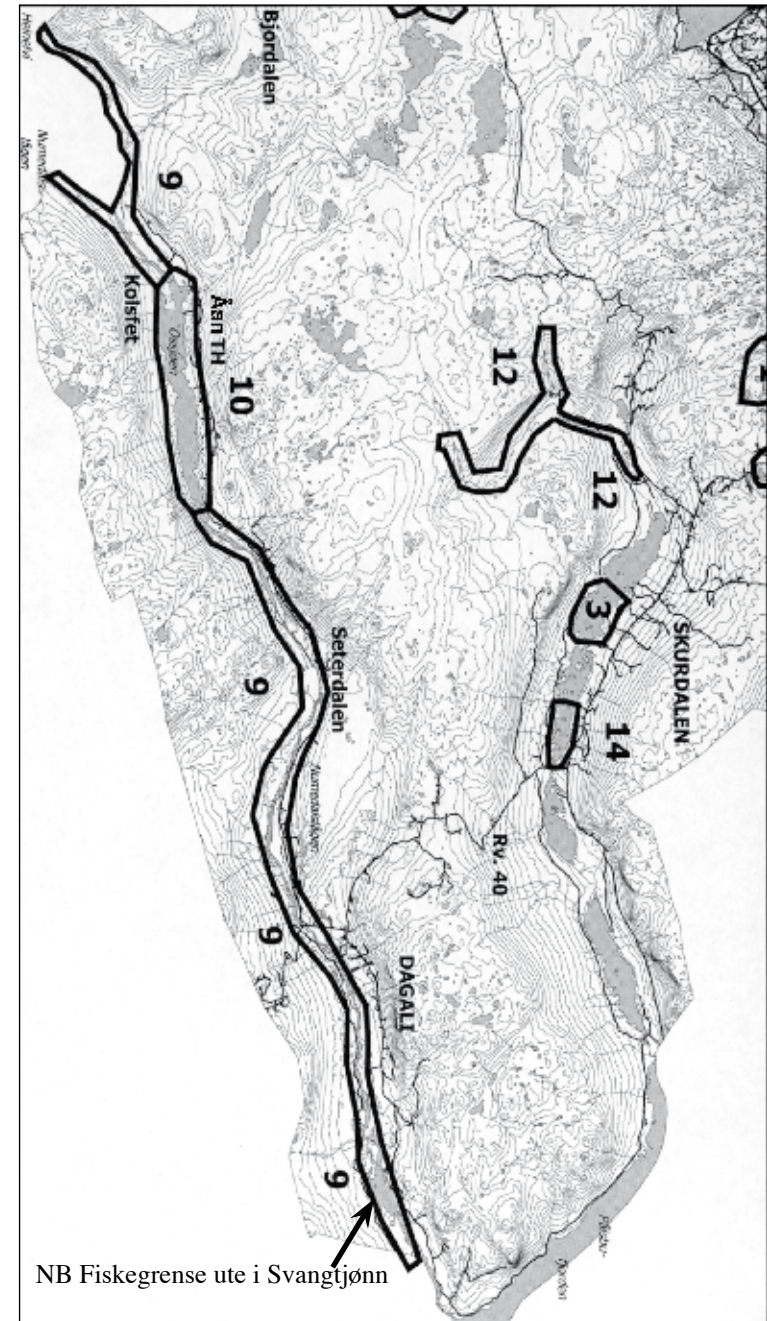 Bjordalen
9
Kolsfet
Åsn TH
10
12
12
3
SKURDALEN
14
Seterdalen
9
Rv. 40
9
DAGALI
9
NB Fiskegrense ute i Svangtjønn